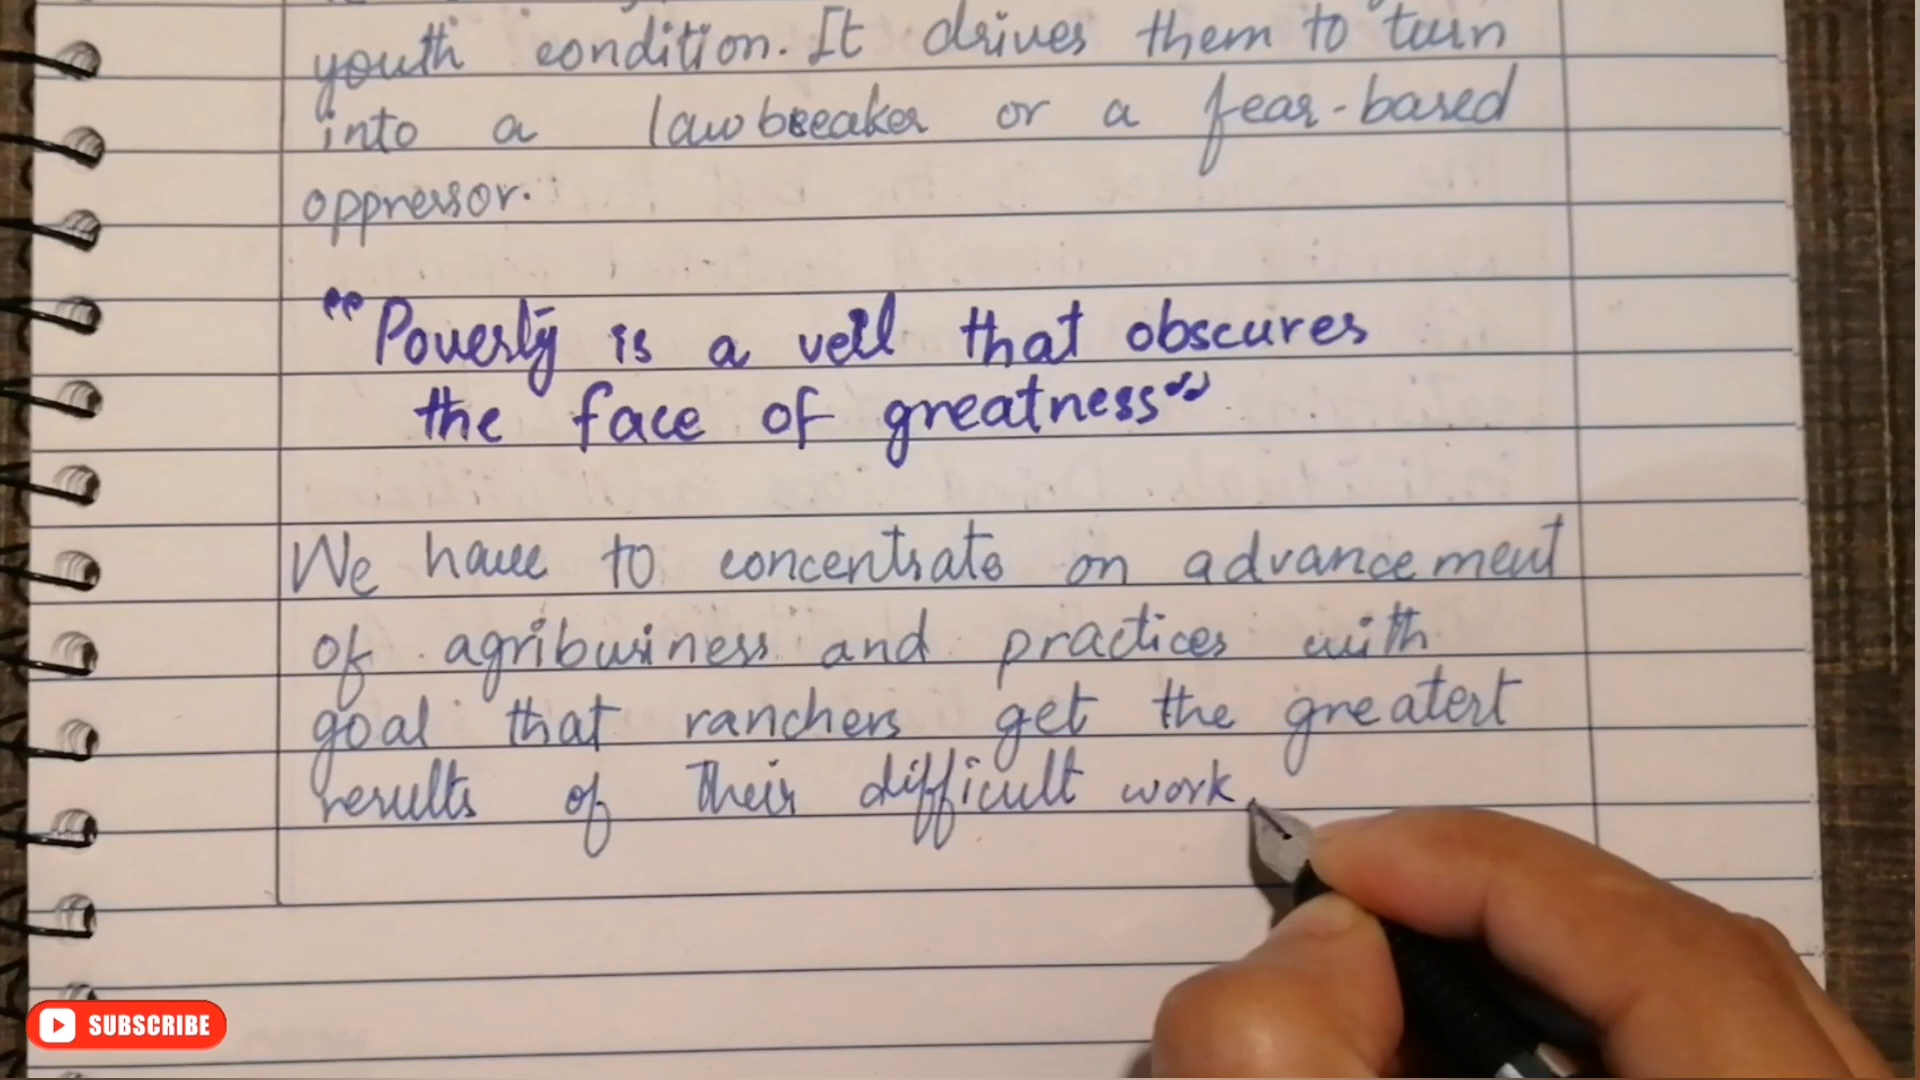 youth condition. It drives them to turn
into a lawbreaker or a fear-based
oppressor.
"Poverty is a veil that obscures
the face of greatness"
We have to concentrate on advancement
of agribusiness and practices with
goal that ranchers get the greatest
results of their difficult work.
SUBSCRIBE